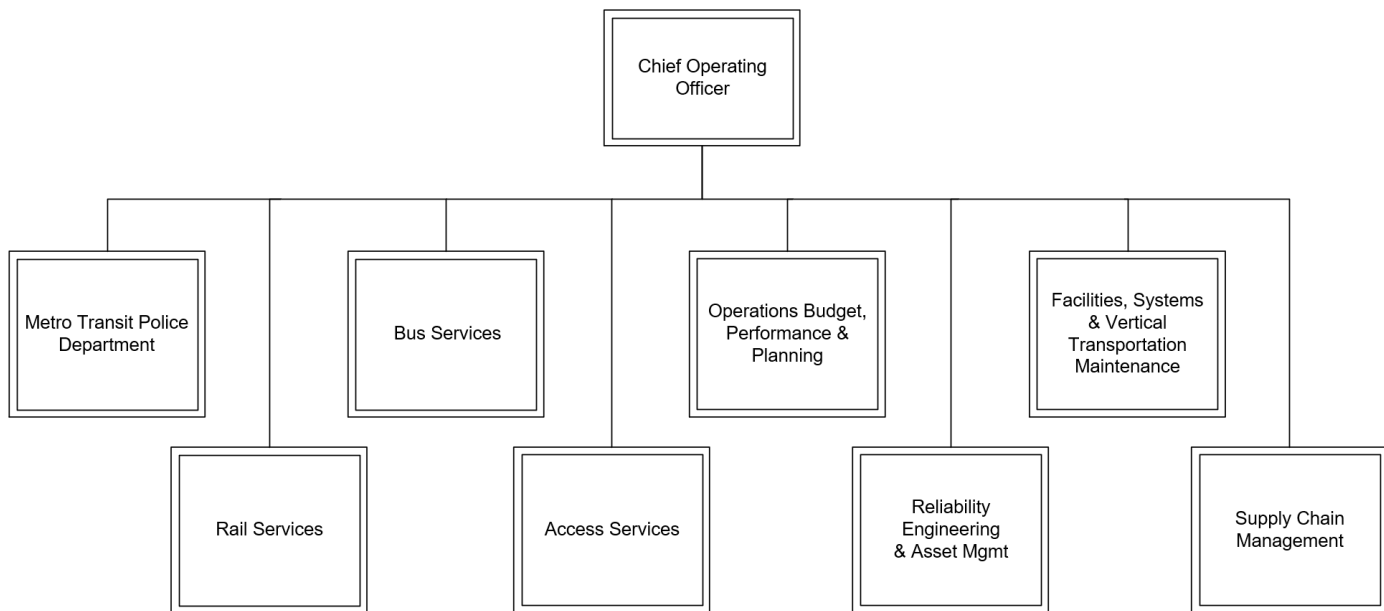 Chief Operating
Officer
Metro Transit Police
Department
Bus Services
Operations Budget,
Performance &
Planning
Facilities, Systems
& Vertical
Transportation
Maintenance
Rail Services
Access Services
Reliability
Engineering
& Asset Mgmt
Supply Chain
Management